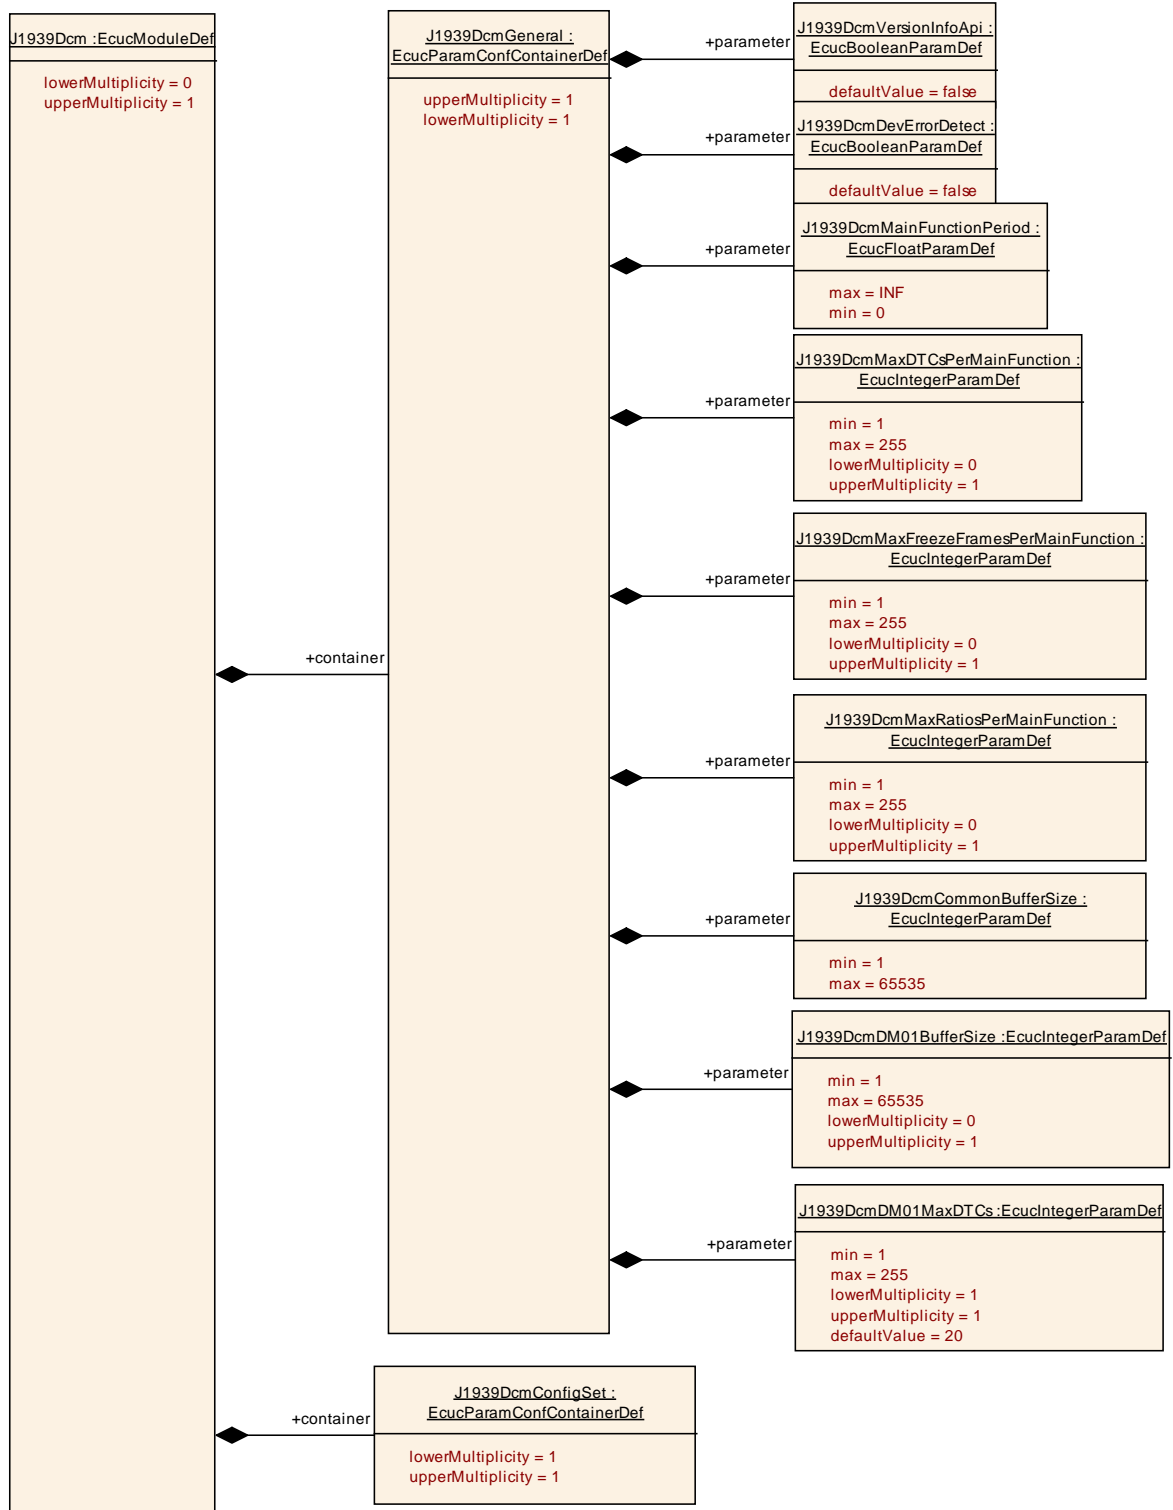 J1939Dcm :EcucModuleDef
lowerMultiplicity = 0
upperMultiplicity = 1
J1939DcmGeneral :
EcucParamConfContainerDef
upperMultiplicity = 1
lowerMultiplicity = 1
+parameter
J1939DcmVersionInfoApi :
EcucBooleanParamDef
defaultValue = false
+parameter
J1939DcmDevErrorDetect :
EcucBooleanParamDef
defaultValue = false
+parameter
J1939DcmMainFunctionPeriod :
EcucFloatParamDef
max = INF
min = 0
+parameter
J1939DcmMaxDTCsPerMainFunction :
EcucIntegerParamDef
min = 1
max = 255
lowerMultiplicity = 0
upperMultiplicity = 1
+parameter
J1939DcmMaxFreezeFramesPerMainFunction :
EcucIntegerParamDef
min = 1
max = 255
lowerMultiplicity = 0
upperMultiplicity = 1
+container
+parameter
J1939DcmMaxRatiosPerMainFunction :
EcucIntegerParamDef
min = 1
max = 255
lowerMultiplicity = 0
upperMultiplicity = 1
+parameter
J1939DcmCommonBufferSize :
EcucIntegerParamDef
min = 1
max = 65535
+parameter
J1939DcmDM01BufferSize :EcucIntegerParamDef
min = 1
max = 65535
lowerMultiplicity = 0
upperMultiplicity = 1
+parameter
J1939DcmDM01MaxDTCs :EcucIntegerParamDef
min = 1
max = 255
lowerMultiplicity = 1
upperMultiplicity = 1
defaultValue = 20
+container
J1939DcmConfigSet :
EcucParamConfContainerDef
lowerMultiplicity = 1
upperMultiplicity = 1